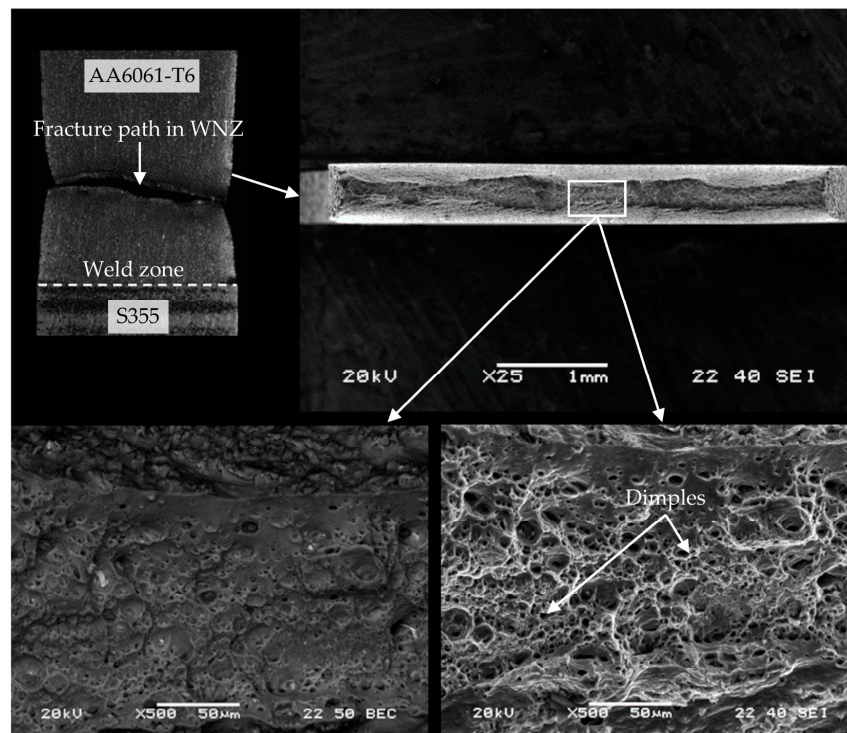 AA6061-T6
Fracture path in WNZ
Weld zone
S355
20kV X25 1mm 22 40 SEI
Dimples
20kV X500 50µm 22 50 BEC
20kV X500 50µm 22 40 SEI